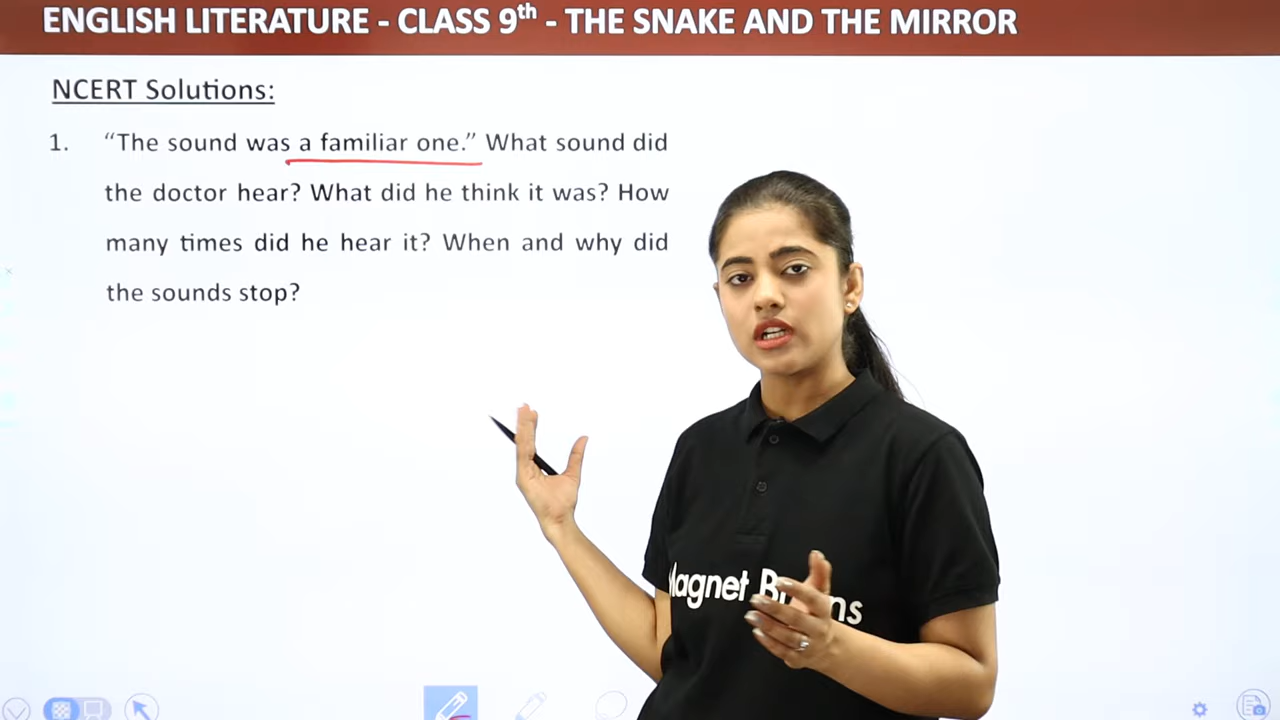 ENGLISH LITERATURE - CLASS 9th - THE SNAKE AND THE MIRROR
NCERT Solutions:
1. “The sound was a familiar one.” What sound did
the doctor hear? What did he think it was? How
many times did he hear it? When and why did
the sounds stop?
Magnet